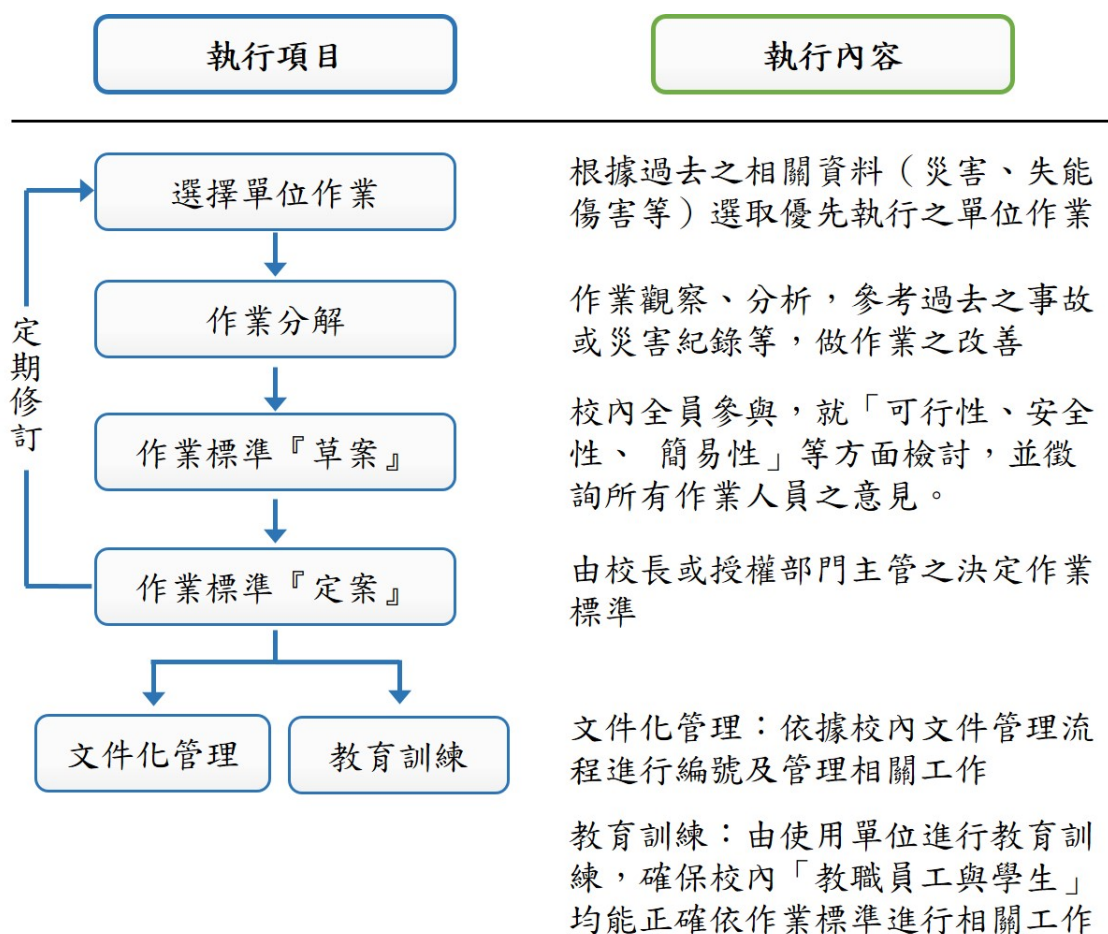 執行項目
執行內容
選擇單位作業
根據過去之相關資料（災害、失能
傷害等）選取優先執行之單位作業
作業分解
作業觀察、分析，參考過去之事故
或災害紀錄等，做作業之改善
定期修訂
作業標準『草案』
校內全員參與，就「可行性、安全
性、 簡易性」等方面檢討，並徵
詢所有作業人員之意見。
作業標準『定案』
由校長或授權部門主管之決定作業
標準
文件化管理
教育訓練
文件化管理：依據校內文件管理流
程進行編號及管理相關工作
教育訓練：由使用單位進行教育訓
練，確保校內「教職員工與學生」
均能正確依作業標準進行相關工作